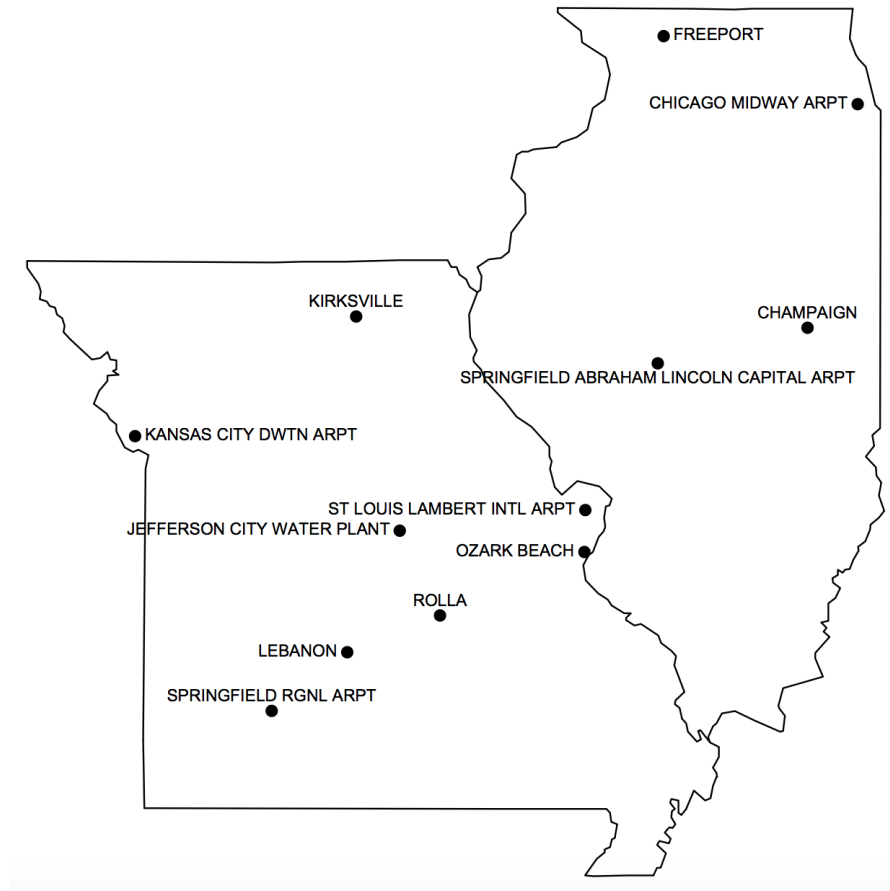 FREEPORT
CHICAGO MIDWAY ARPT
KIRKSVILLE
CHAMPAIGN
SPRINGFIELD ABRAHAM LINCOLN CAPITAL ARPT
KANSAS CITY DWTN ARPT
ST LOUIS LAMBERT INTL ARPT
JEFFERSON CITY WATER PLANT
OZARK BEACH
ROLLA
LEBANON
SPRINGFIELD RGNL ARPT